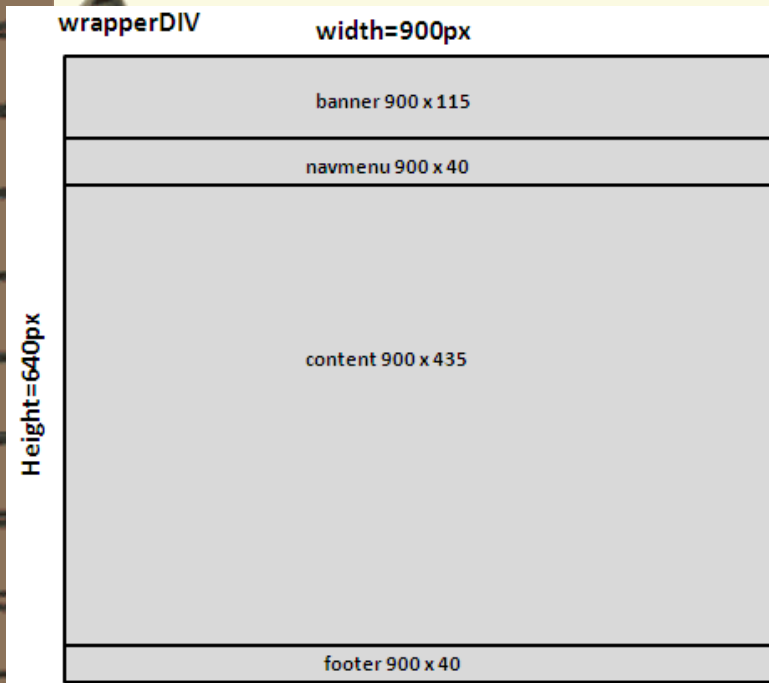 wrapperDIV
width=900px
banner 900 x 115
navmenu 900 x 40
Height=640px
content 900 x 435
footer 900 x 40